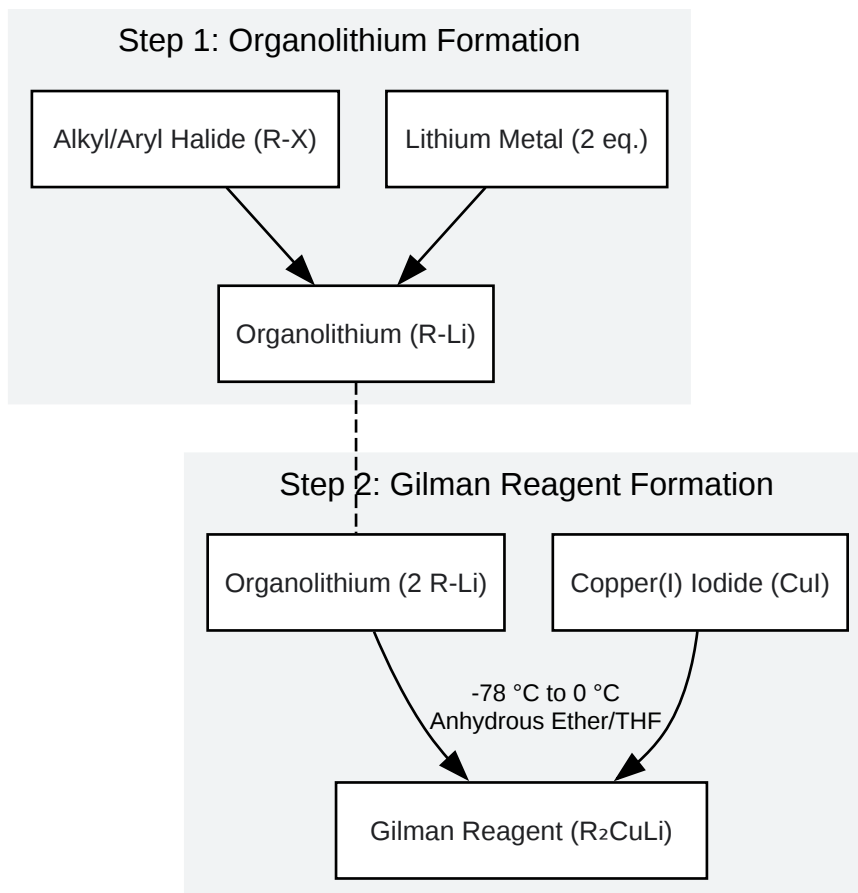 Step 1: Organolithium Formation
Alkyl/Aryl Halide (R-X)
Lithium Metal (2 eq.)
Organolithium (R-Li)
Step 2: Gilman Reagent Formation
Organolithium (2 R-Li)
Copper(I) Iodide (CuI)
-78 °C to 0 °C
Anhydrous Ether/THF
Gilman Reagent (R₂CuLi)